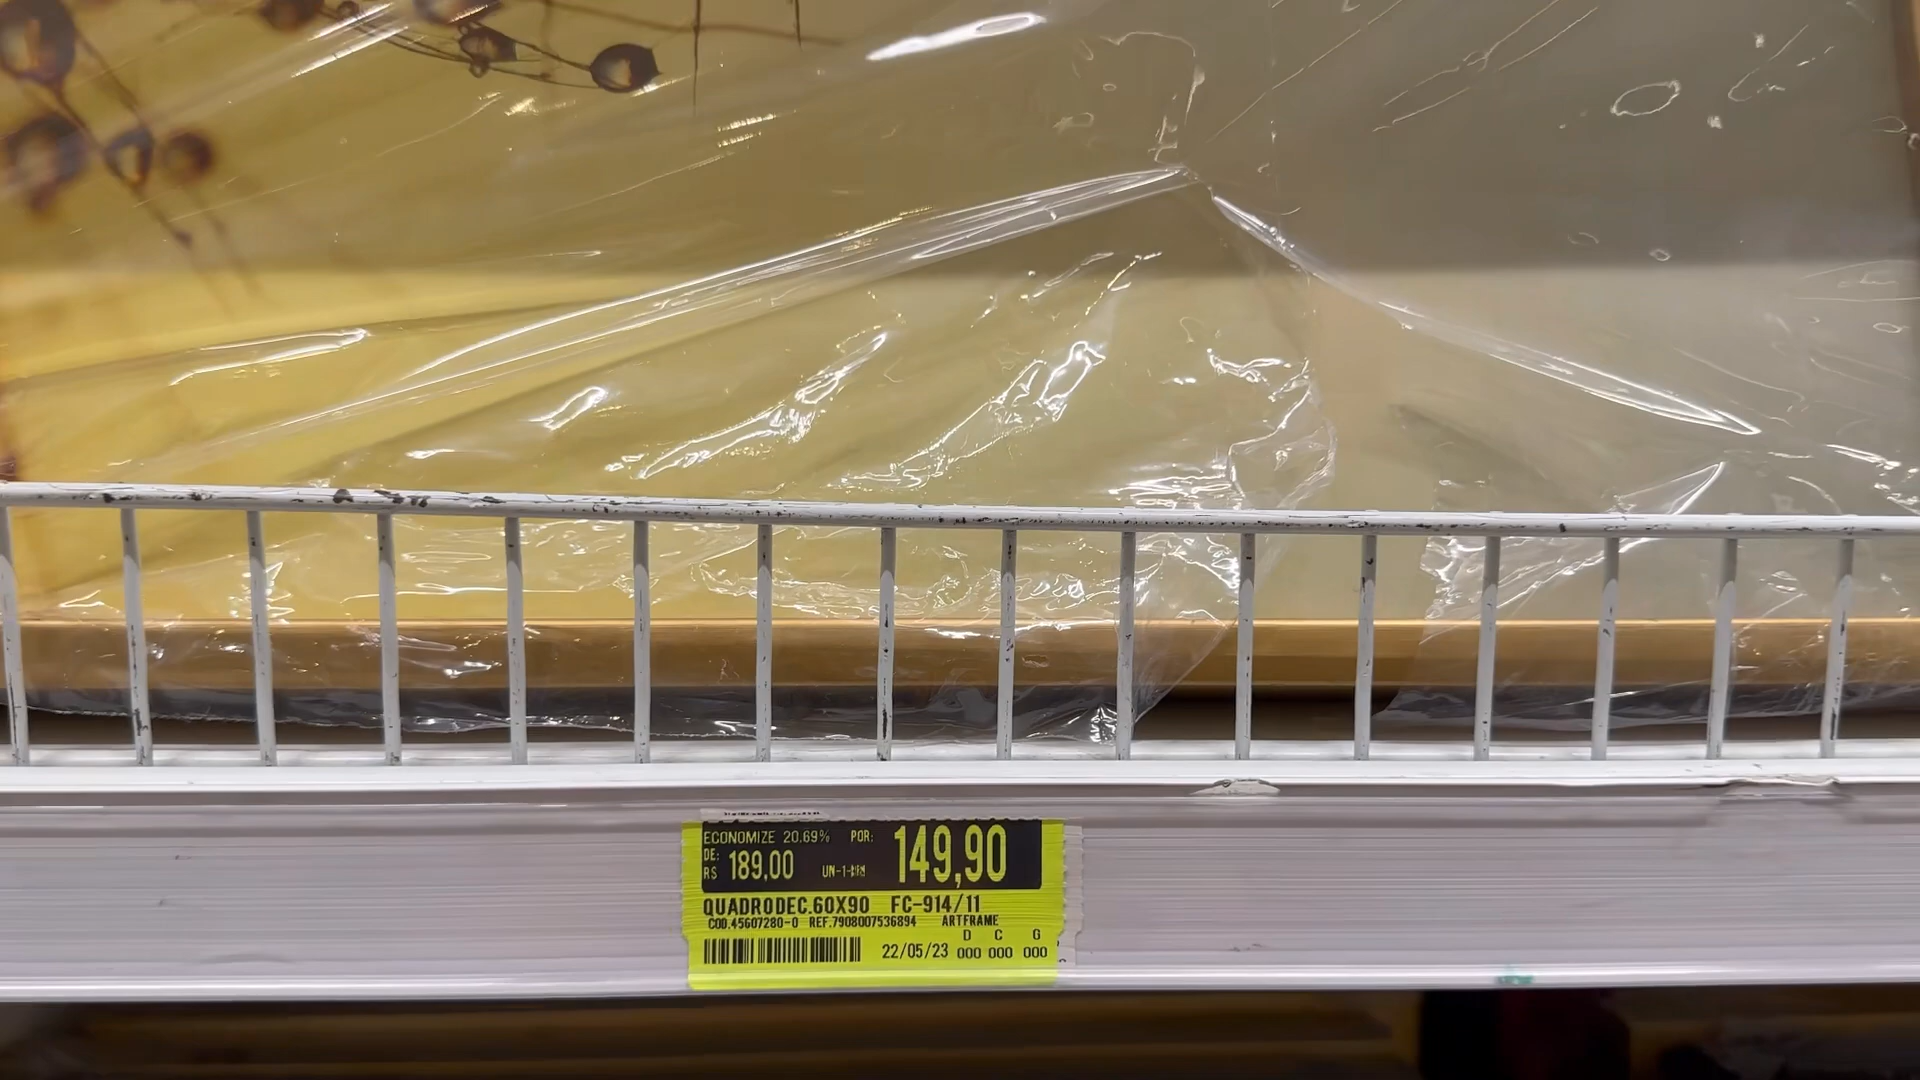 ECONOMIZE 20.69% POR: 149,90
DE:
R$ 189,00 UN-1-
QUADRODEC.60X90 FC-914/11
COD.45607280-0 REF.7908007536894 ARTFRAME
D C G
22/05/23 000 000 000